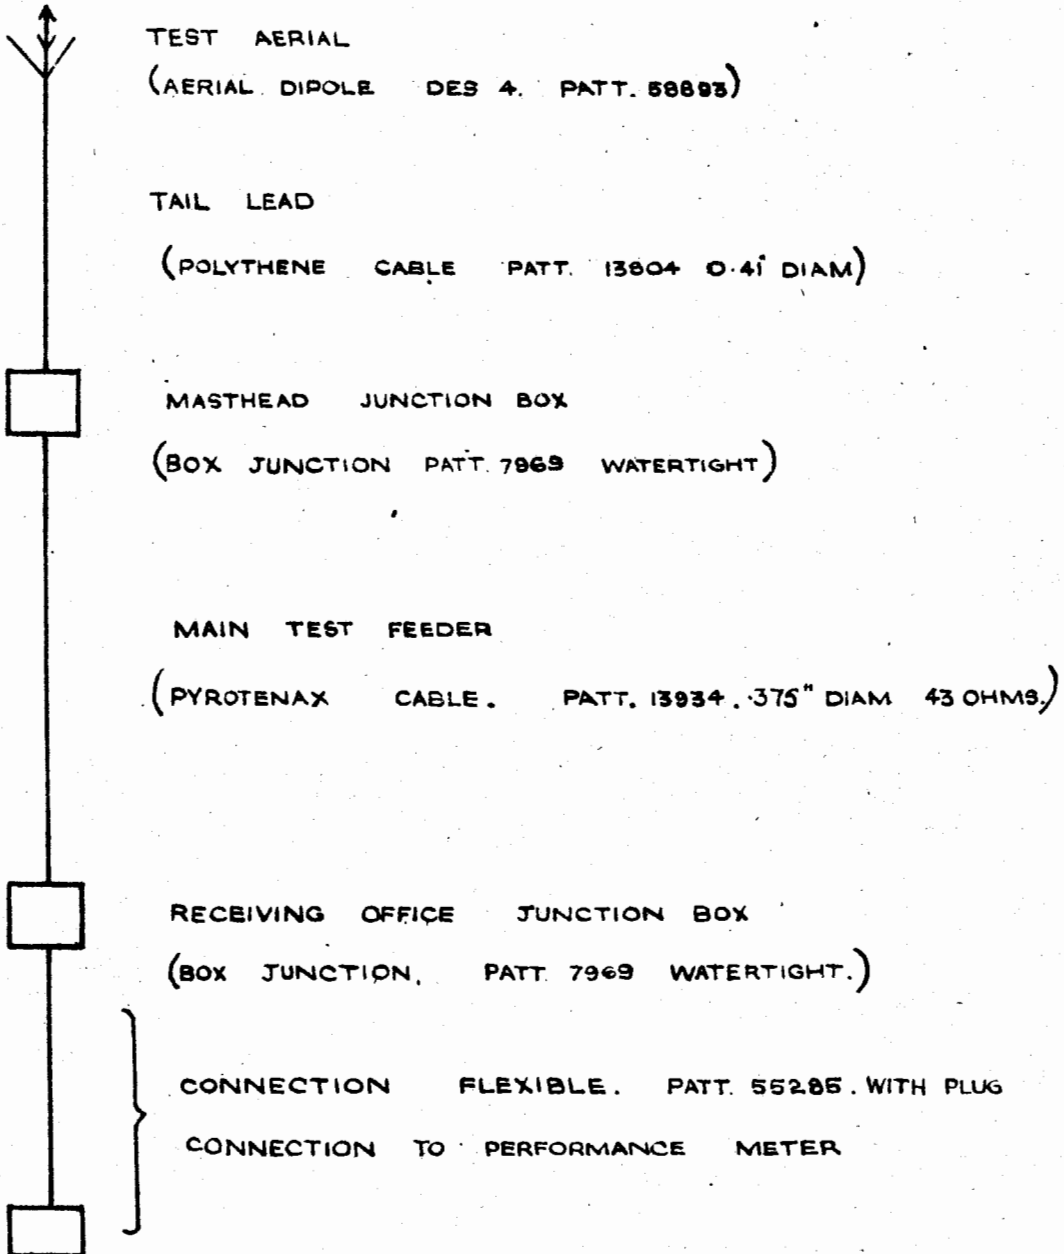 TEST AERIAL
(AERIAL DIPOLE DES 4. PATT. 58893)
TAIL LEAD
(POLYTHENE CABLE PATT. 13804 0.41" DIAM)
MASTHEAD JUNCTION BOX
(BOX JUNCTION PATT. 7969 WATERTIGHT)
MAIN TEST FEEDER
(PYROTENAX CABLE. PATT. 13934. .375" DIAM 43 OHMS.)
RECEIVING OFFICE JUNCTION BOX
(BOX JUNCTION, PATT. 7969 WATERTIGHT.)
CONNECTION FLEXIBLE. PATT. 55285. WITH PLUG
CONNECTION TO PERFORMANCE METER